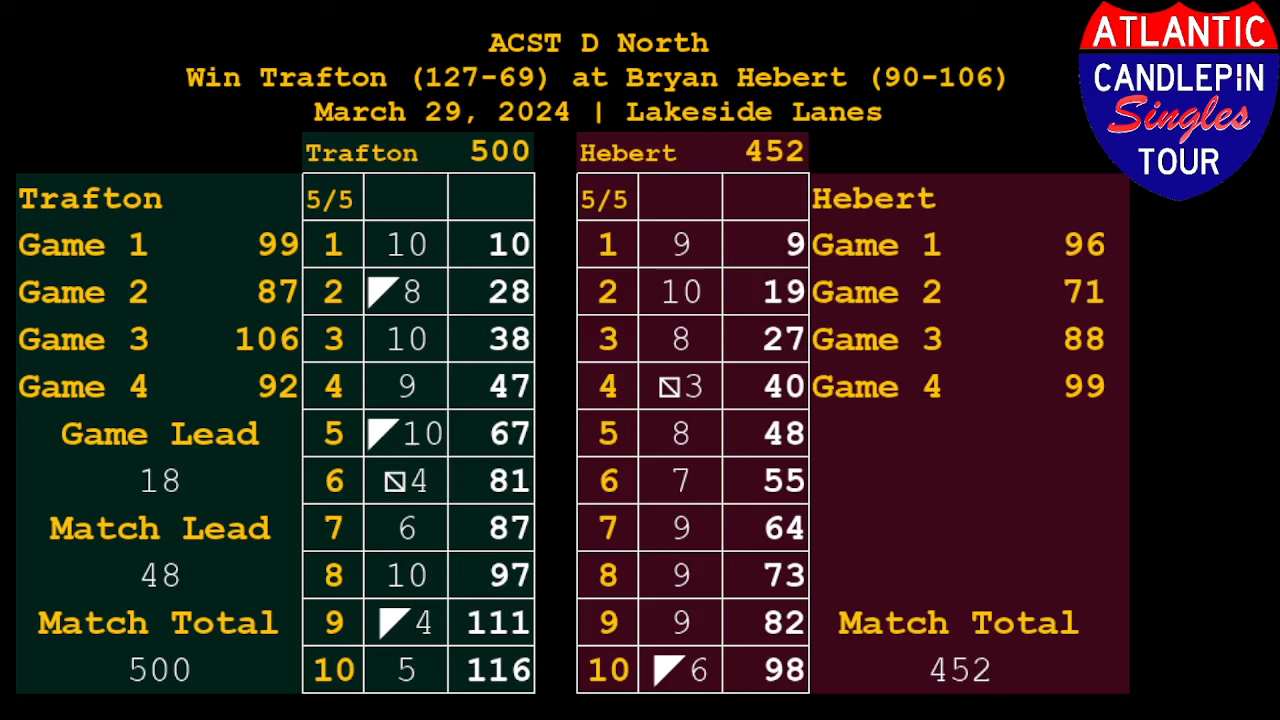 ACST D North
Win Trafton (127-69) at Bryan Hebert (90-106)
March 29, 2024 | Lakeside Lanes
ATLANTIC
CANDLEPIN
Singles
TOUR
Trafton 500 Hebert 452
Trafton 5/5 5/5 Hebert
Game 1 99 1 10 10 1 9 9 Game 1 96
Game 2 87 2 8 28 2 10 19 Game 2 71
Game 3 106 3 10 38 3 8 27 Game 3 88
Game 4 92 4 9 47 4 3 40 Game 4 99
Game Lead 5 10 67 5 8 48
18 6 4 81 6 7 55
Match Lead 7 6 87 7 9 64
48 8 10 97 8 9 73
Match Total 9 4 111 9 9 82 Match Total
500 10 5 116 10 6 98 452